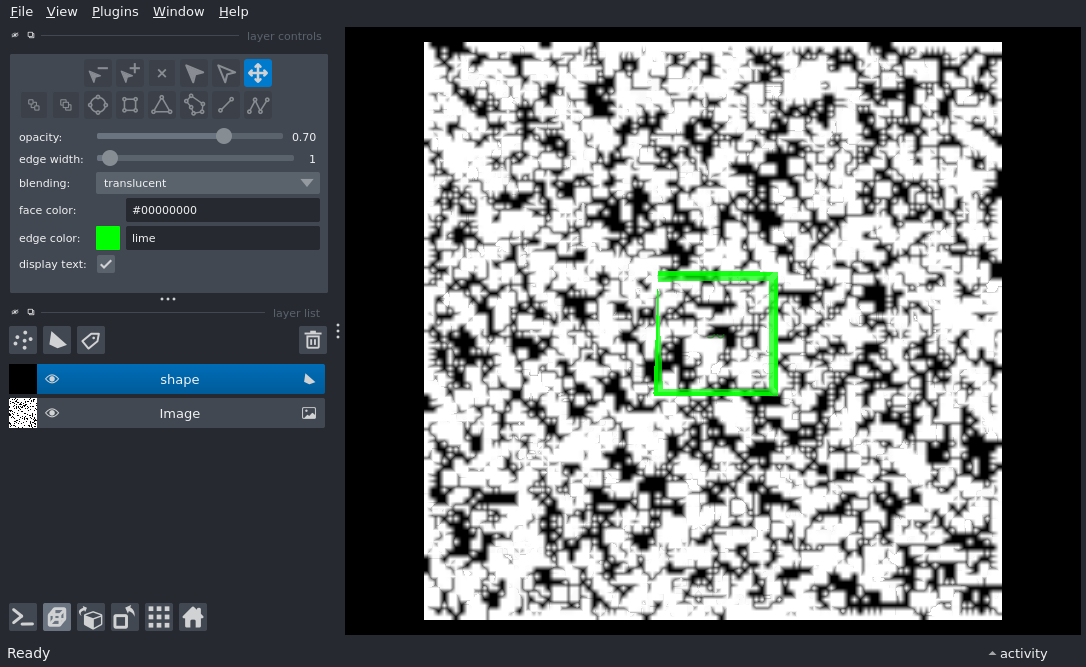 File View Plugins Window Help
layer controls
opacity: 0.70
edge width: 1
blending: translucent
face color: #00000000
edge color: lime
display text:
layer list
shape
Image
Ready
activity